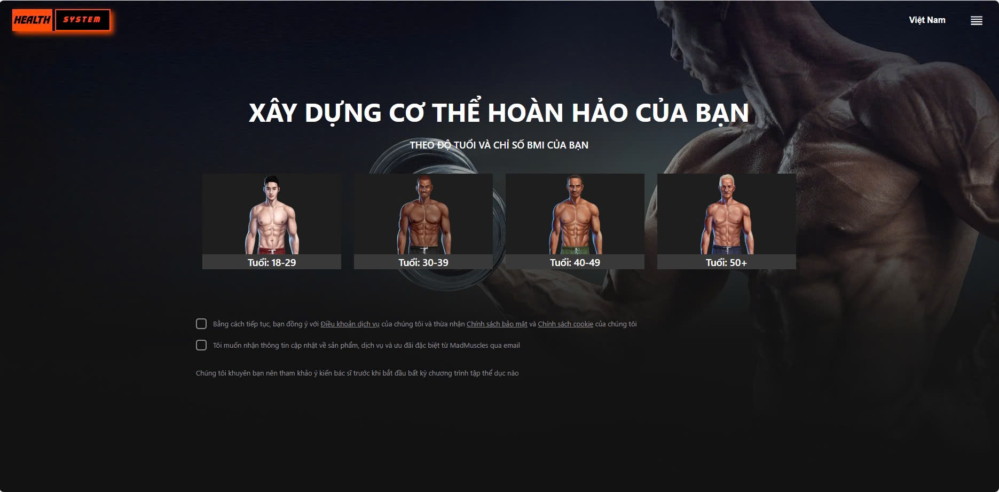 HEALTH SYSTEM
Việt Nam
XÂY DỰNG CƠ THỂ HOÀN HẢO CỦA BẠN
THEO ĐỘ TUỔI VÀ CHỈ SỐ BMI CỦA BẠN
Tuổi: 18-29
Tuổi: 30-39
Tuổi: 40-49
Tuổi: 50+
Bằng cách tiếp tục, bạn đồng ý với Điều khoản dịch vụ của chúng tôi và thừa nhận Chính sách bảo mật và Chính sách cookie của chúng tôi
Tôi muốn nhận thông tin cập nhật về sản phẩm, dịch vụ và ưu đãi đặc biệt từ MadMuscles qua email
Chúng tôi khuyên bạn nên tham khảo ý kiến bác sĩ trước khi bắt đầu bất kỳ chương trình tập thể dục nào